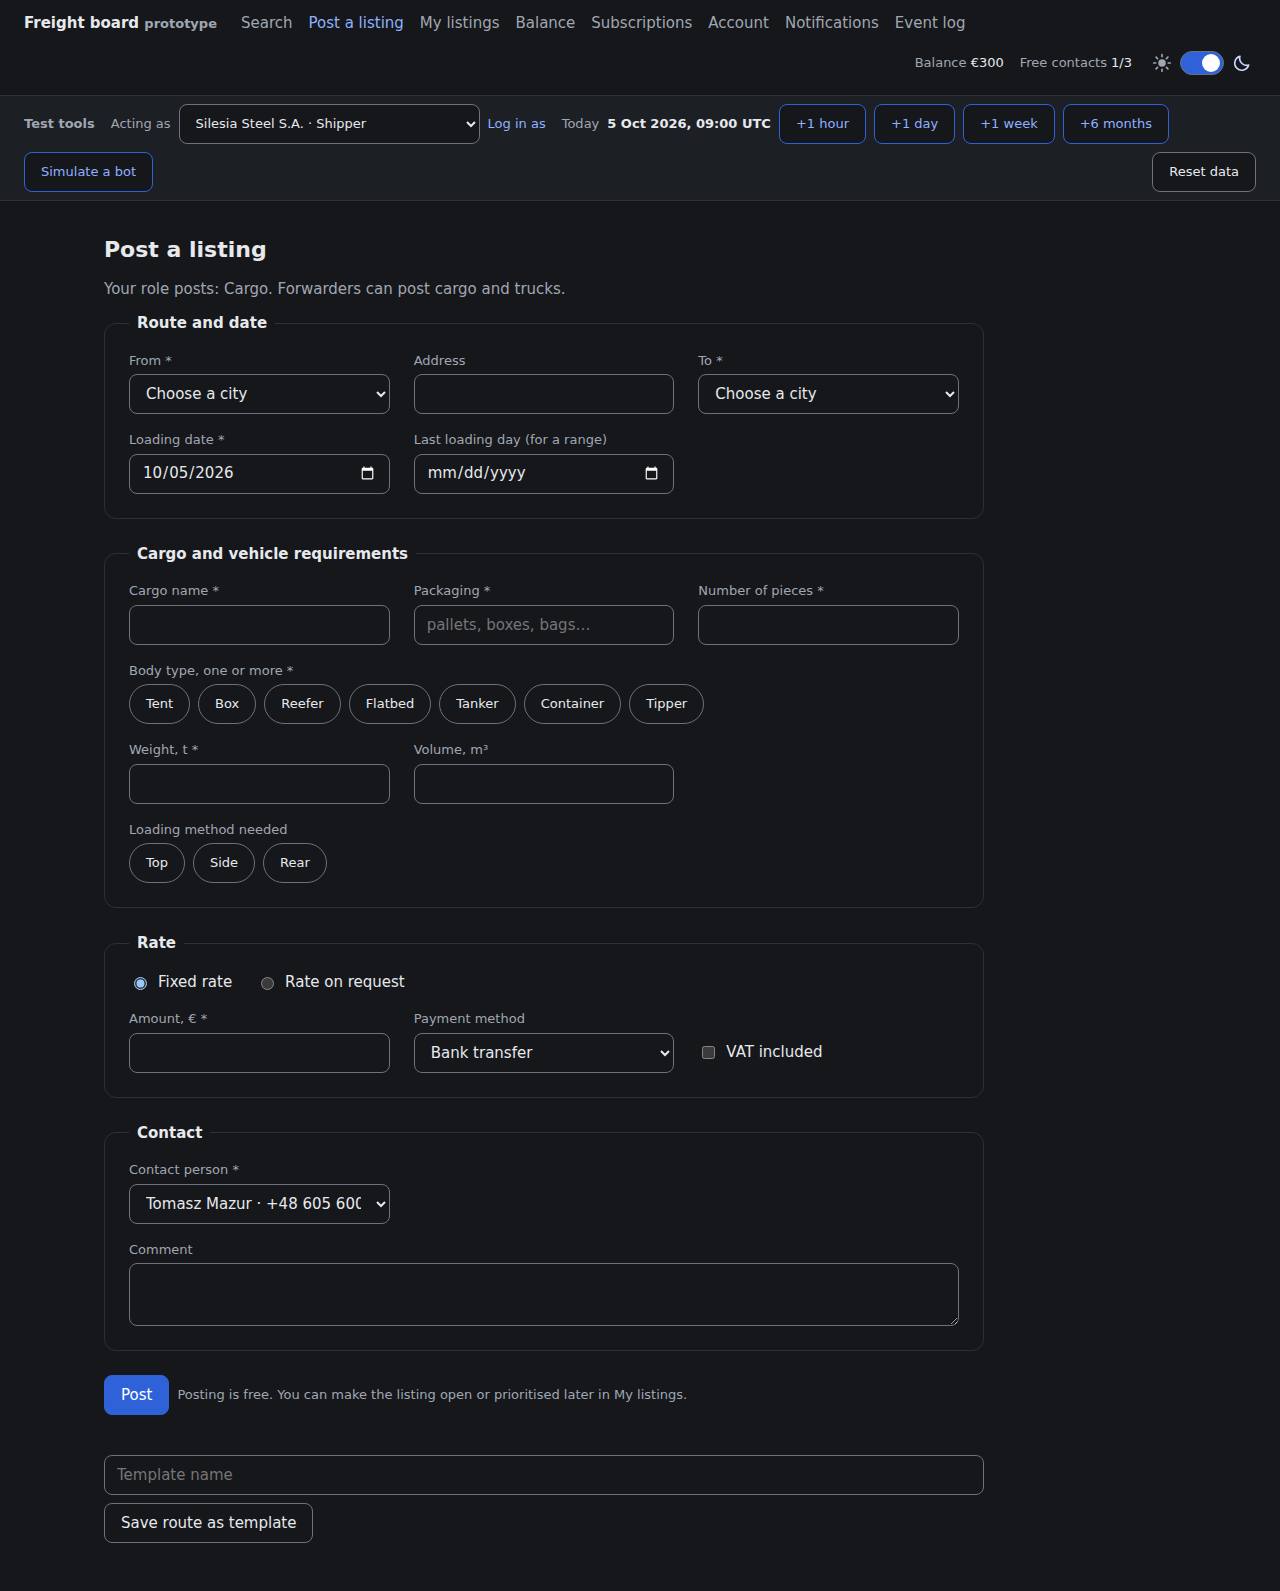 Freight board prototype Search Post a listing My listings Balance Subscriptions Account Notifications Event log
Balance €300 Free contacts 1/3
Test tools Acting as Silesia Steel S.A. · Shipper Log in as Today 5 Oct 2026, 09:00 UTC +1 hour +1 day +1 week +6 months
Simulate a bot Reset data
Post a listing
Your role posts: Cargo. Forwarders can post cargo and trucks.
Route and date
From * Address To *
Choose a city Choose a city
Loading date * Last loading day (for a range)
10/05/2026 mm/dd/yyyy
Cargo and vehicle requirements
Cargo name * Packaging * Number of pieces *
pallets, boxes, bags...
Body type, one or more *
Tent Box Reefer Flatbed Tanker Container Tipper
Weight, t * Volume, m³
Loading method needed
Top Side Rear
Rate
Fixed rate Rate on request
Amount, € * Payment method
Bank transfer VAT included
Contact
Contact person *
Tomasz Mazur · +48 605 600
Comment
Post Posting is free. You can make the listing open or prioritised later in My listings.
Template name
Save route as template